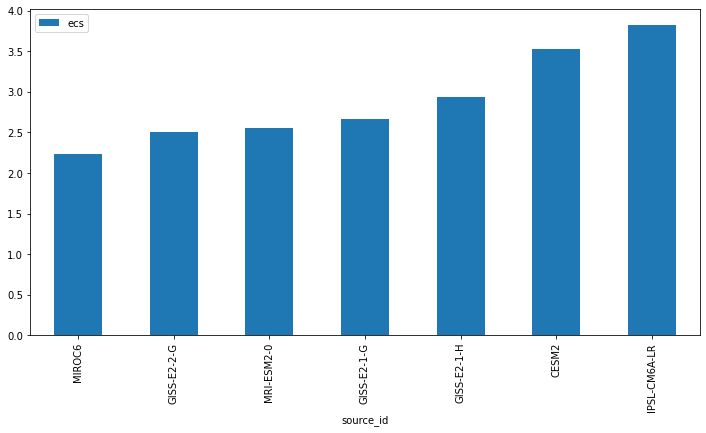 ecs
4.0
3.5
3.0
2.5
2.0
1.5
1.0
0.5
0.0
MIROC6
GISS-E2-2-G
MRI-ESM2-0
GISS-E2-1-G
GISS-E2-1-H
CESM2
IPSL-CM6A-LR
source_id